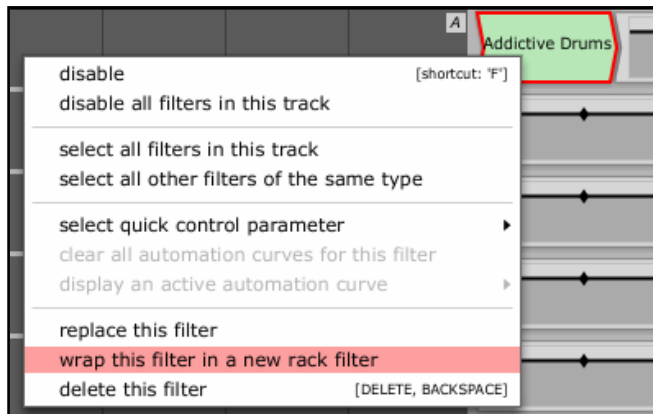 A
Addictive Drums
disable [shortcut: "F"]
disable all filters in this track
select all filters in this track
select all other filters of the same type
select quick control parameter
clear all automation curves for this filter
display an active automation curve
replace this filter
wrap this filter in a new rack filter
delete this filter [DELETE, BACKSPACE]